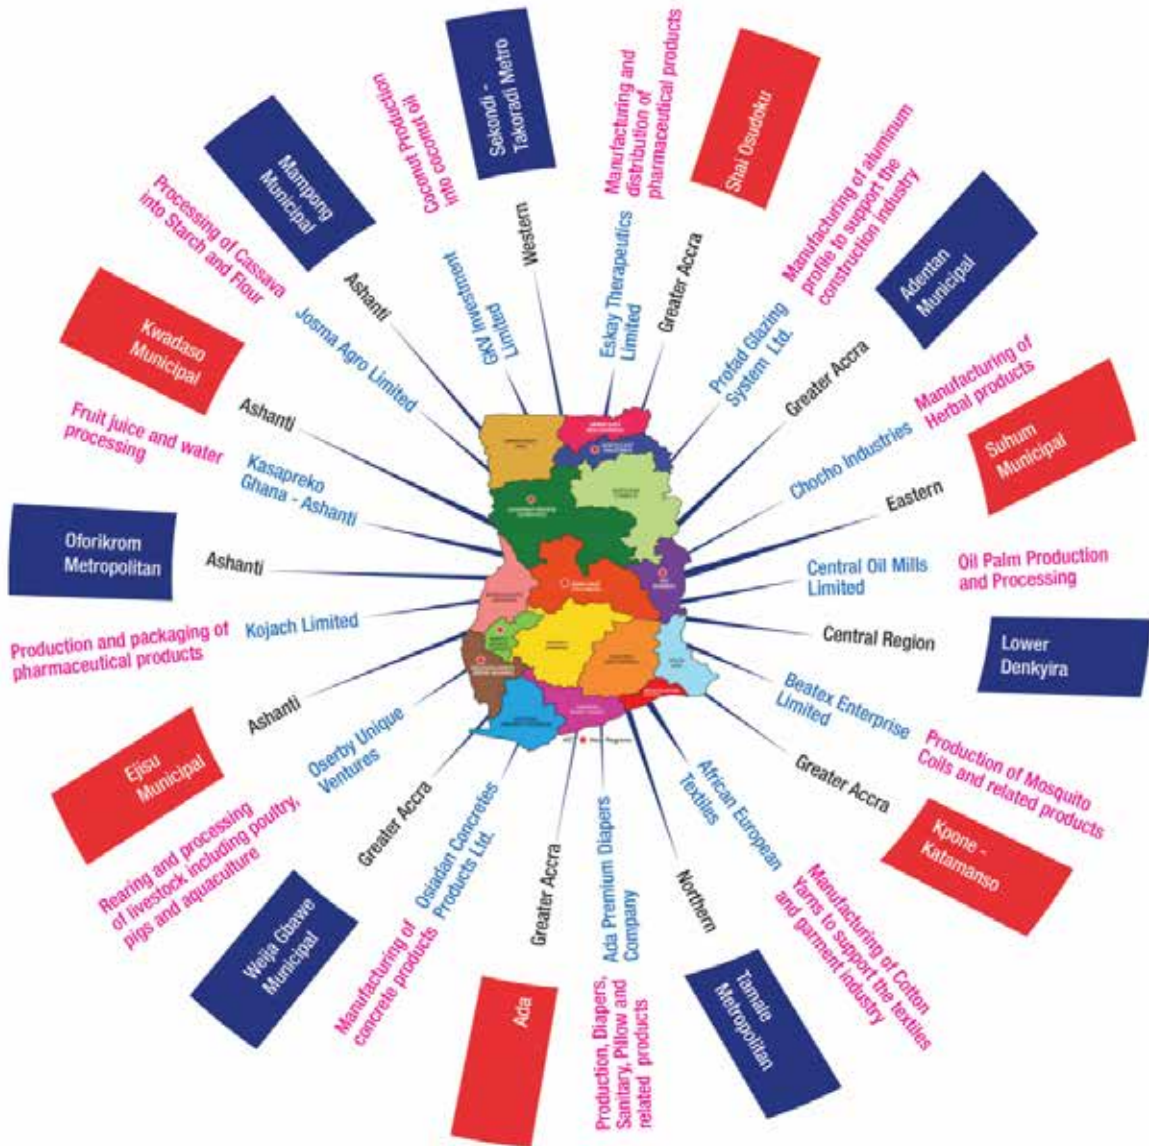 Sekondi -
Takoradi Metro
Western
Manufacturing and
distribution of
pharmaceutical products
Eskay Therapeutics
Limited
Shai Osudoku
Greater Accra
Manufacturing of aluminum
profile to support the
construction industry
Profad Glazing
System Ltd.
Adentan
Municipal
Greater Accra
Manufacturing of
Herbal products
Chocho Industries
Suhum
Municipal
Eastern
Oil Palm Production
and Processing
Central Oil Mills
Limited
Lower
Denkyira
Central Region
Production of Mosquito
Coils and related products
Beatex Enterprise
Limited
Kpone -
Katamanso
Greater Accra
Manufacturing of Cotton
Yarns to support the textiles
and garment industry
African European
Textiles
Tamale
Metropolitan
Northern
Production, Diapers,
Sanitary, Pillow and
related products
Ada Premium Diapers
Company
Ada
Greater Accra
Manufacturing of
concrete products
Osiadan Concretes
Products Ltd.
Weija Gbawe
Municipal
Greater Accra
Rearing and processing
of livestock including poultry,
pigs and aquaculture
Oserby Unique
Ventures
Ejisu
Municipal
Ashanti
Production and packaging of
pharmaceutical products
Kojach Limited
Oforikrom
Metropolitan
Ashanti
Fruit juice and water
processing
Kasapreko
Ghana - Ashanti
Kwadaso
Municipal
Ashanti
Processing of Cassava
into Starch and Flour
Josma Agro Limited
Mampong
Municipal
Ashanti
Coconut Production
into coconut oil
GKV Investment
Limited